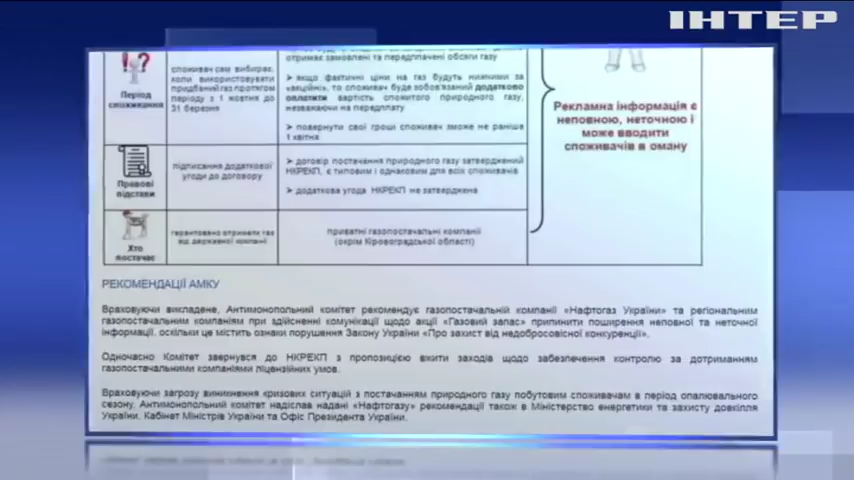 ІНТЕР
отримає замовлені та передплачені обсяги газу
!?
Період
споживання
споживач сам вибирає,
коли використовувати
придбаний газ протягом
періоду з 1 жовтня до
31 березня
➤ якщо фактичні ціни на газ будуть нижчими за
«акційні», то споживач буде зобов'язаний додатково
оплатити вартість спожитого природного газу,
незважаючи на передплату
➤ повернути свої гроші споживач зможе не раніше
1 квітня
Рекламна інформація є
неповною, неточною і
може вводити
споживачів в оману
Правові
підстави
підписання додаткової
угоди до договору
➤ договір постачання природного газу затверджений
НКРЕКП, є типовим і однаковим для всіх споживачів
➤ додаткова угода НКРЕКП не затверджена
Хто
постачає
гарантовано отримати газ
від державної компанії
приватні газопостачальні компанії
(окрім Кіровоградської області)
РЕКОМЕНДАЦІЇ АМКУ
Враховуючи викладене, Антимонопольний комітет рекомендує газопостачальній компанії «Нафтогаз України» та регіональним
газопостачальним компаніям при здійсненні комунікації щодо акції «Газовий запас» припинити поширення неповної та неточної
інформації, оскільки це містить ознаки порушення Закону України «Про захист від недобросовісної конкуренції».
Одночасно Комітет звернувся до НКРЕКП з пропозицією вжити заходів щодо забезпечення контролю за дотриманням
газопостачальними компаніями ліцензійних умов.
Враховуючи загрозу виникнення кризових ситуацій з постачанням природного газу побутовим споживачам в період опалювального
сезону, Антимонопольний комітет надіслав надані «Нафтогазу» рекомендації також в Міністерство енергетики та захисту довкілля
України, Кабінет Міністрів України та Офіс Президента України.